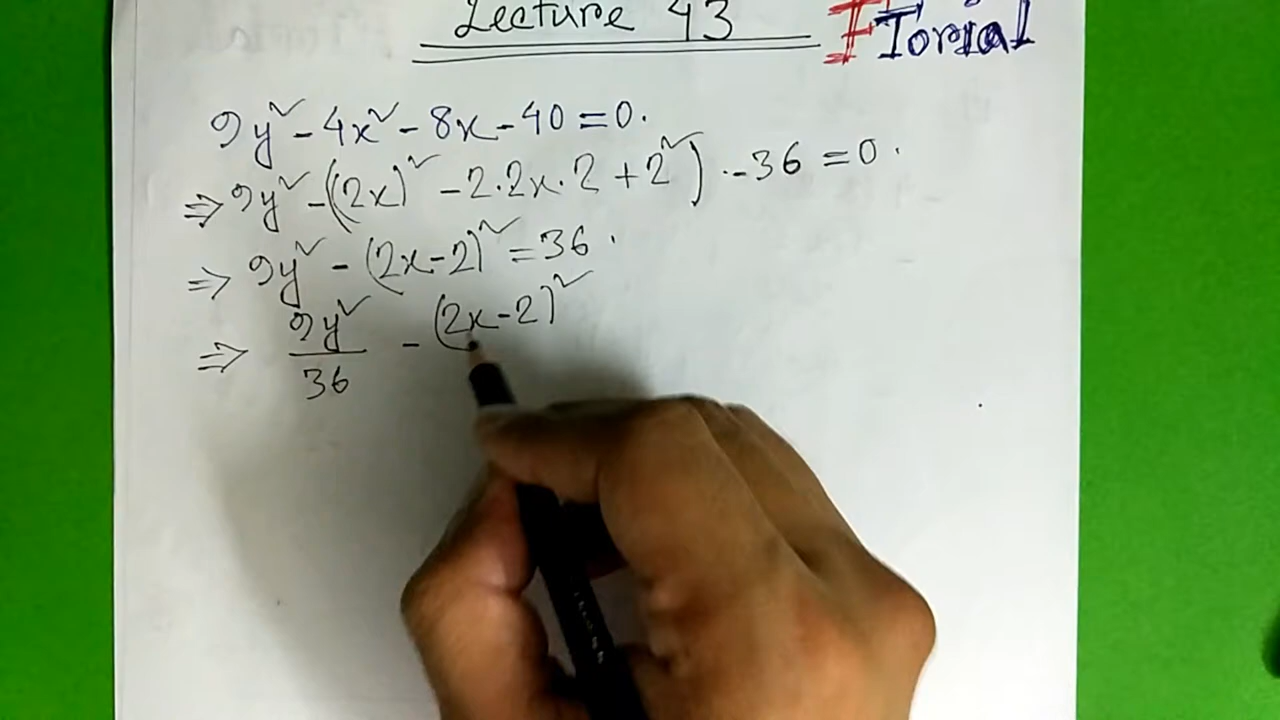 Lecture 43
Torial
9y² - 4x² - 8x - 40 = 0.
⇒ 9y² - ((2x)² - 2·2x·2 + 2²) - 36 = 0.
⇒ 9y² - (2x-2)² = 36.
⇒ 9y²/36 - (2x-2)²